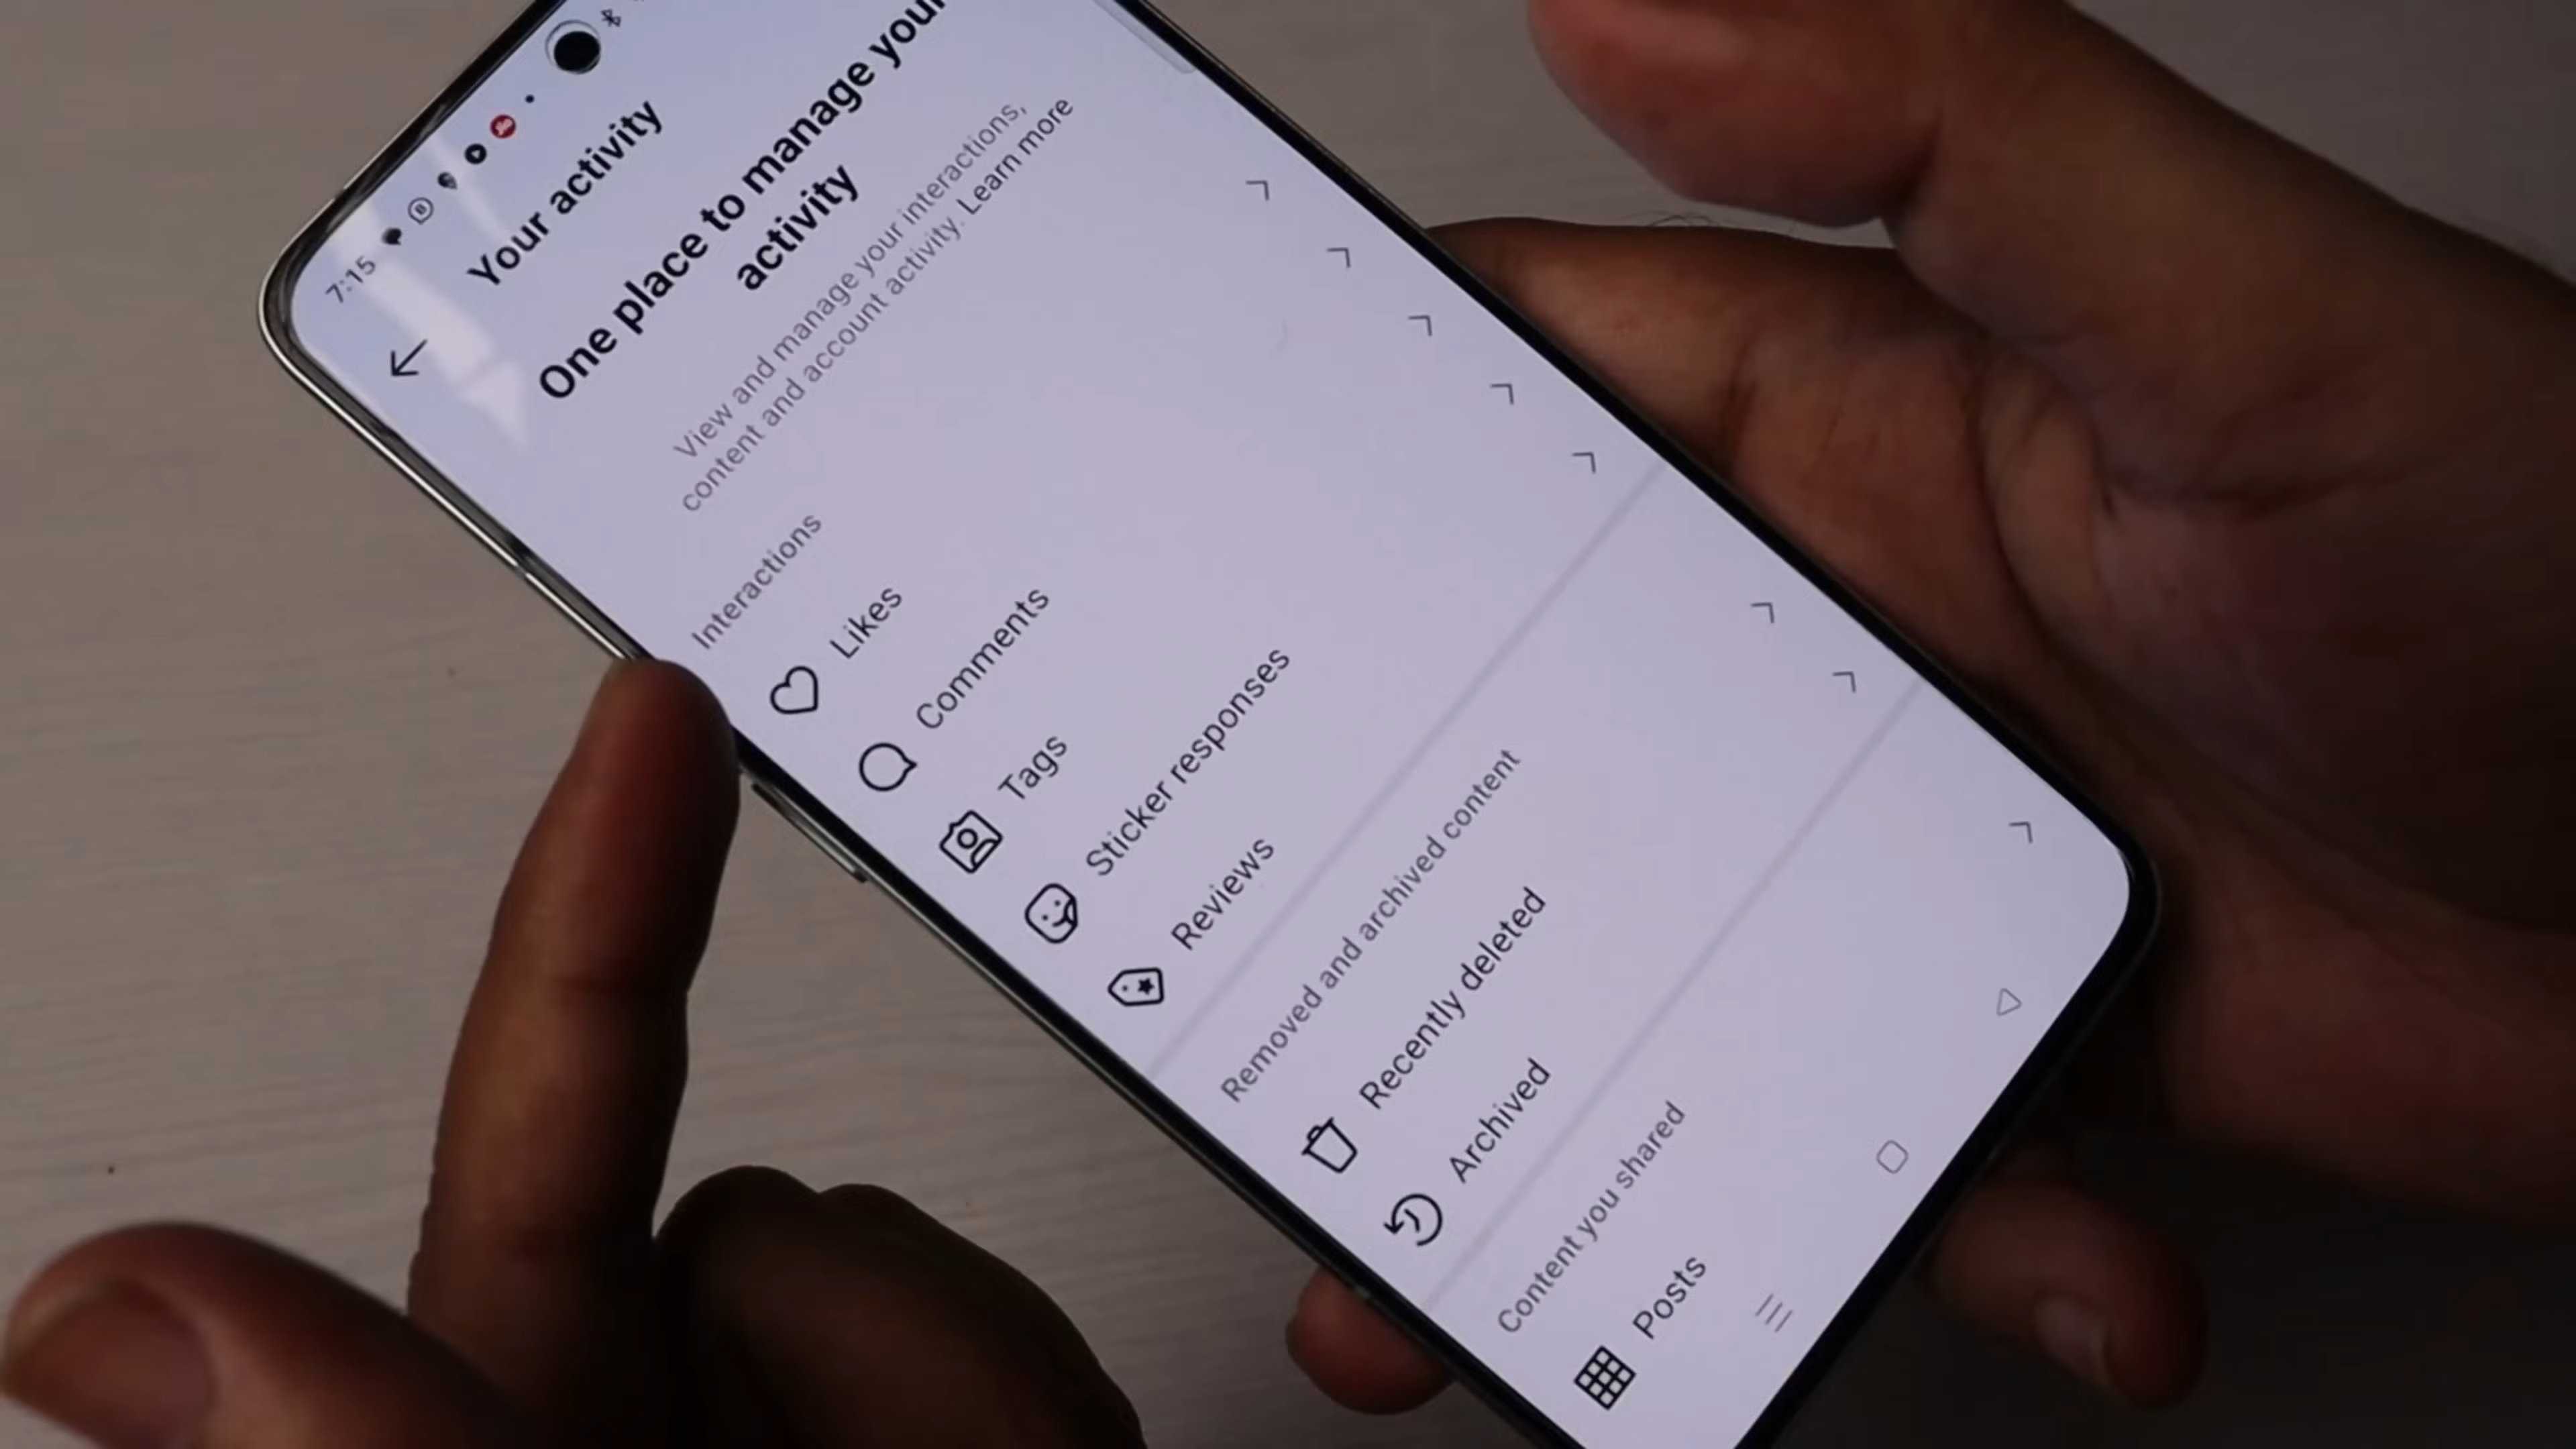 7:15
Your activity
One place to manage your
activity
View and manage your interactions,
content and account activity. Learn more
Interactions
Likes
Comments
Tags
Sticker responses
Reviews
Removed and archived content
Recently deleted
Archived
Content you shared
Posts